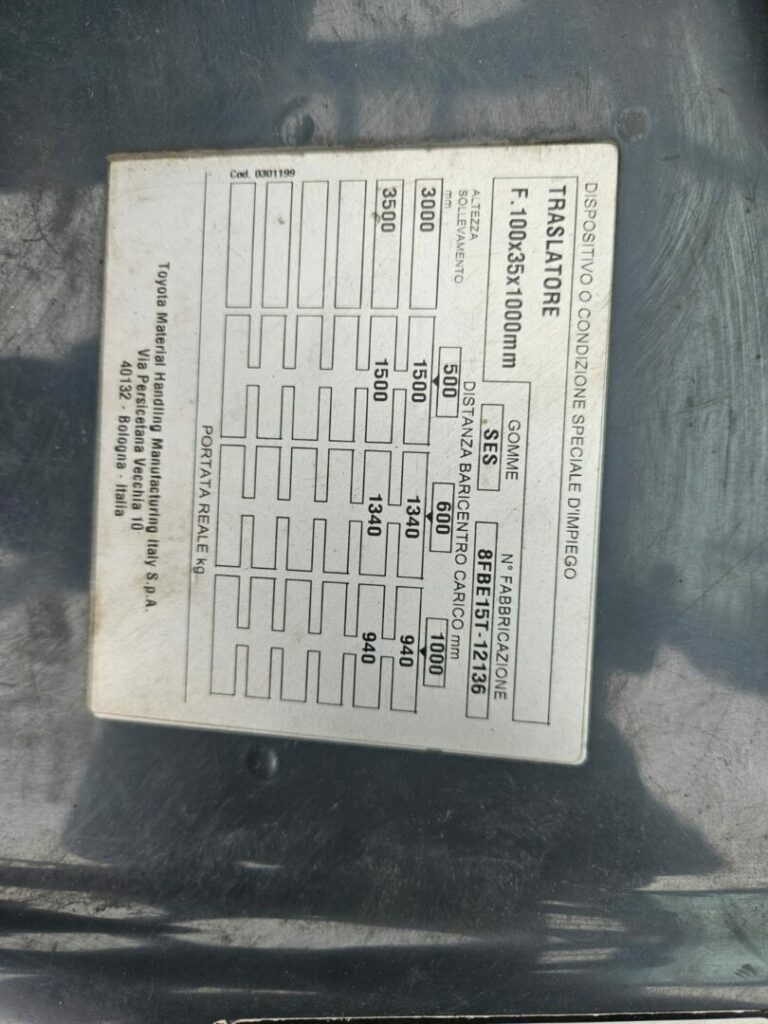 DISPOSITIVO O CONDIZIONE SPECIALE D'IMPIEGO
TRASLATORE
F.100x35x1000mm
GOMME
N° FABBRICAZIONE
SES
8FBE15T-12136
ALTEZZA
SOLLEVAMENTO
mm
DISTANZA BARICENTRO CARICO mm
500 600 1000
3000 1500 1340 940
3500 1500 1340 940
Cod. 0301199
PORTATA REALE kg
Toyota Material Handling Manufacturing Italy S.p.A.
Via Persicetana Vecchia 10
40132 - Bologna - Italia